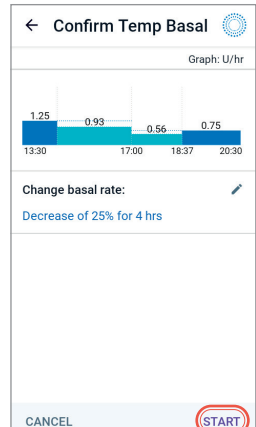 Confirm Temp Basal
Graph: U/hr
1.25 0.93 0.56 0.75
13:30 17:00 18:37 20:30
Change basal rate:
Decrease of 25% for 4 hrs
CANCEL START